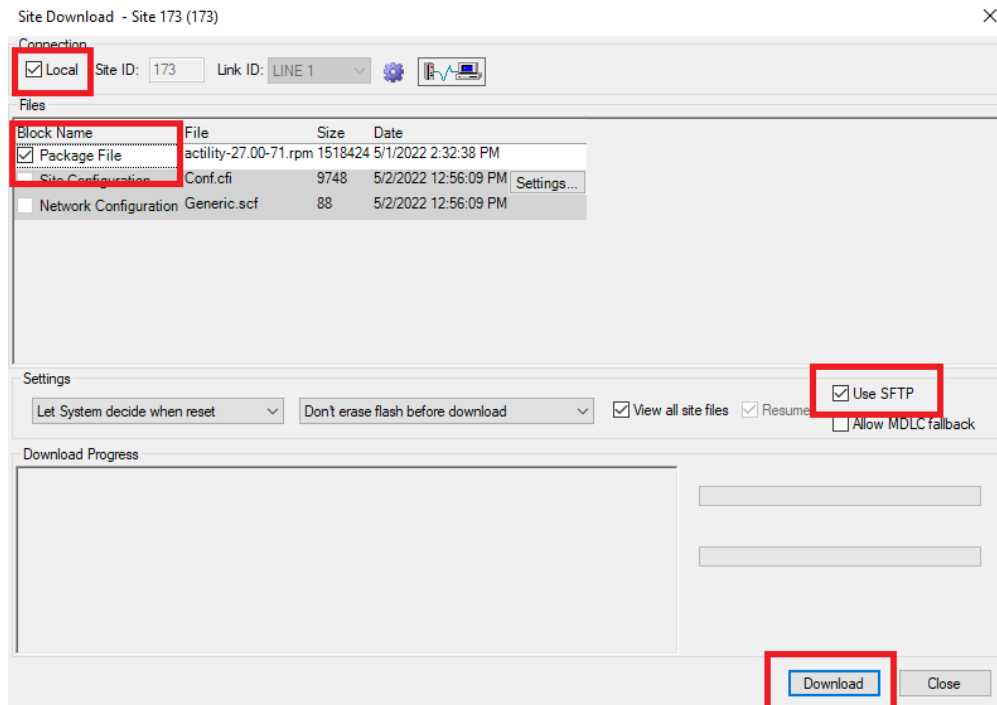 Site Download - Site 173 (173)
Connection
Local Site ID: 173 Link ID: LINE 1
Files
Block Name File Size Date
Package File actility-27.00-71.rpm 1518424 5/1/2022 2:32:38 PM
Site Configuration Conf.cfi 9748 5/2/2022 12:56:09 PM Settings...
Network Configuration Generic.scf 88 5/2/2022 12:56:09 PM
Settings
Let System decide when reset Don't erase flash before download View all site files Resume Use SFTP
Allow MDLC fallback
Download Progress
Download Close